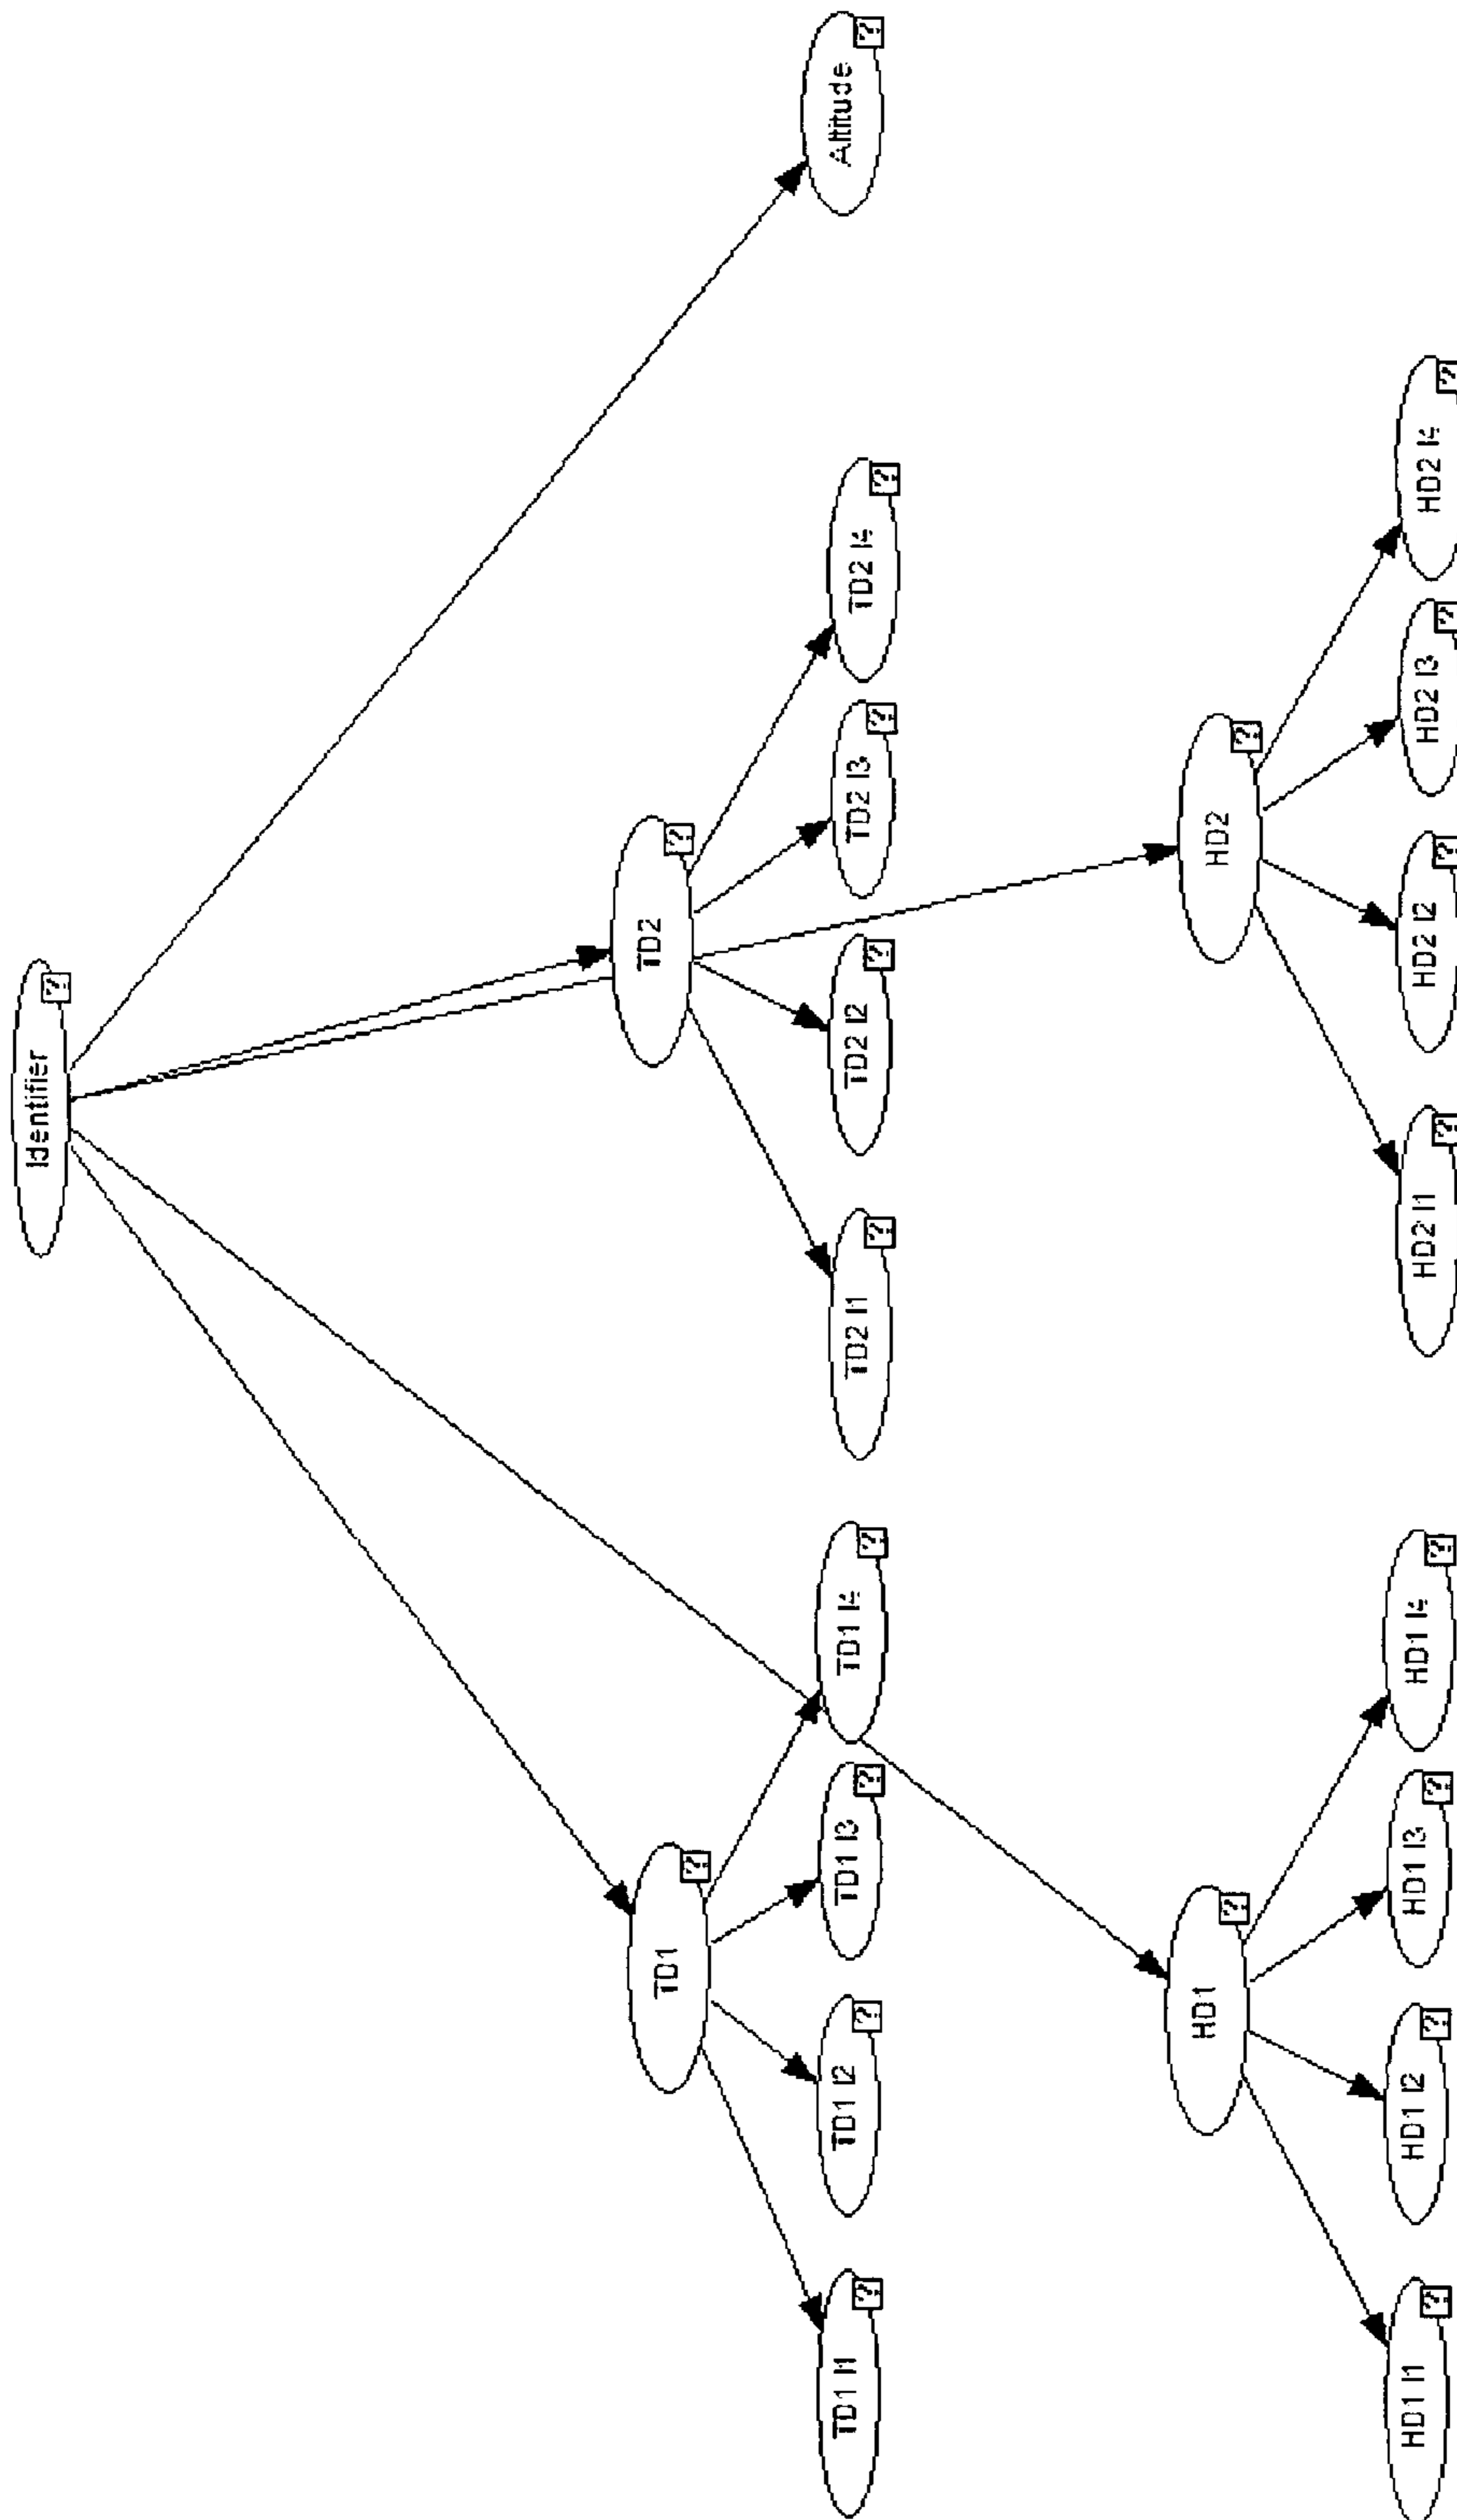 Identifier
TD1
TD2
TD1 I1
TD1 I2
TD1 I3
TD1 I4
TD2 I1
TD2 I2
TD2 I3
TD2 I4
Altitude
HD1
HD2
HD1 I1
HD1 I2
HD1 I3
HD1 I4
HD2 I1
HD2 I2
HD2 I3
HD2 I4